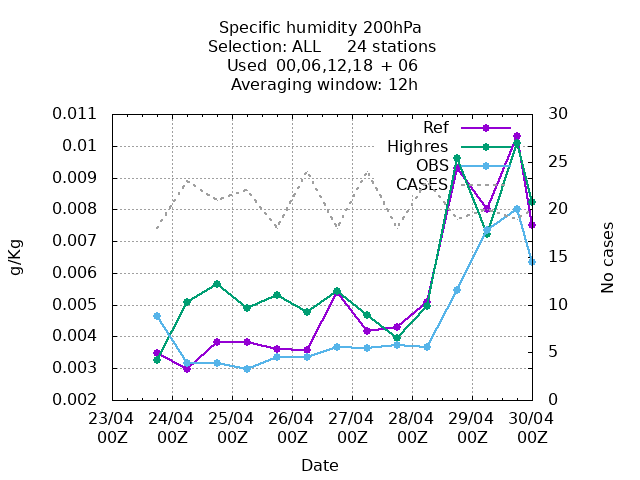 Specific humidity 200hPa
Selection: ALL 24 stations
Used 00,06,12,18 + 06
Averaging window: 12h
0.011
0.01
0.009
0.008
0.007
0.006
0.005
0.004
0.003
0.002
g/Kg
Ref
Highres
OBS
CASES
30
25
20
15
10
5
0
No cases
23/04 24/04 25/04 26/04 27/04 28/04 29/04 30/04
00Z 00Z 00Z 00Z 00Z 00Z 00Z 00Z
Date